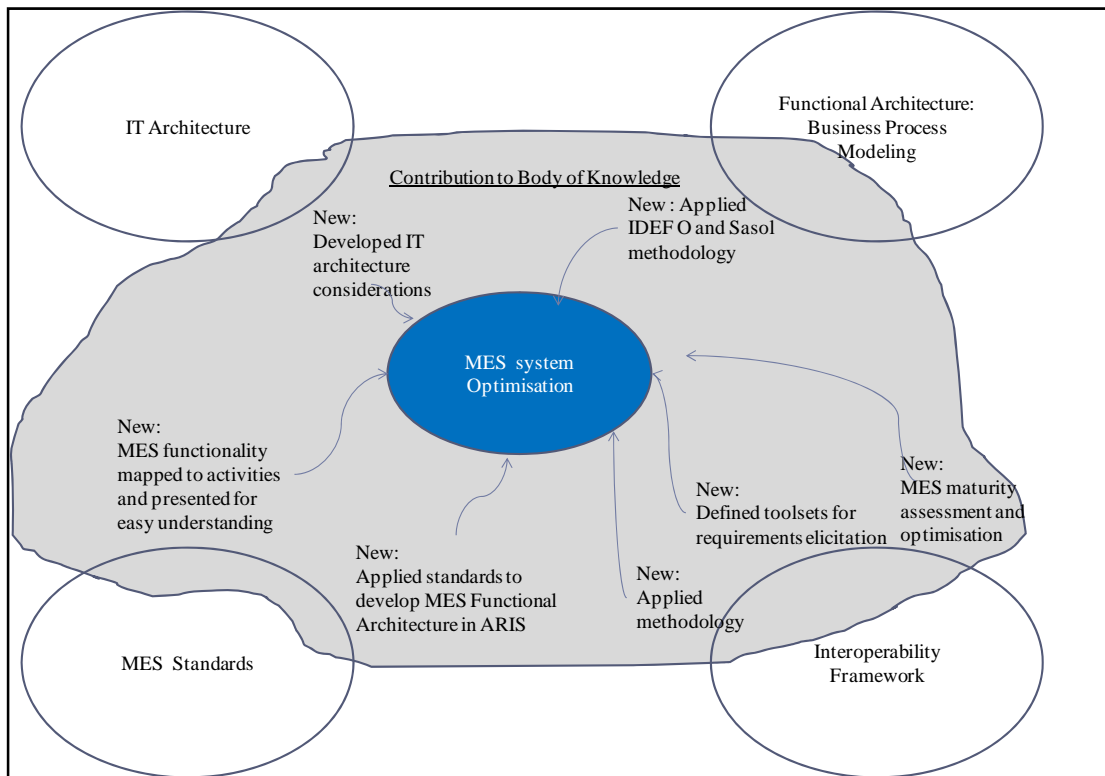 IT Architecture
Functional Architecture:
Business Process
Modeling
Contribution to Body of Knowledge
New:
Developed IT
architecture
considerations
New : Applied
IDEF O and Sasol
methodology
MES system
Optimisation
New:
MES functionality
mapped to activities
and presented for
easy understanding
New:
Applied standards to
develop MES Functional
Architecture in ARIS
New:
Applied
methodology
New:
Defined toolsets for
requirements elicitation
New:
MES maturity
assessment and
optimisation
MES Standards
Interoperability
Framework